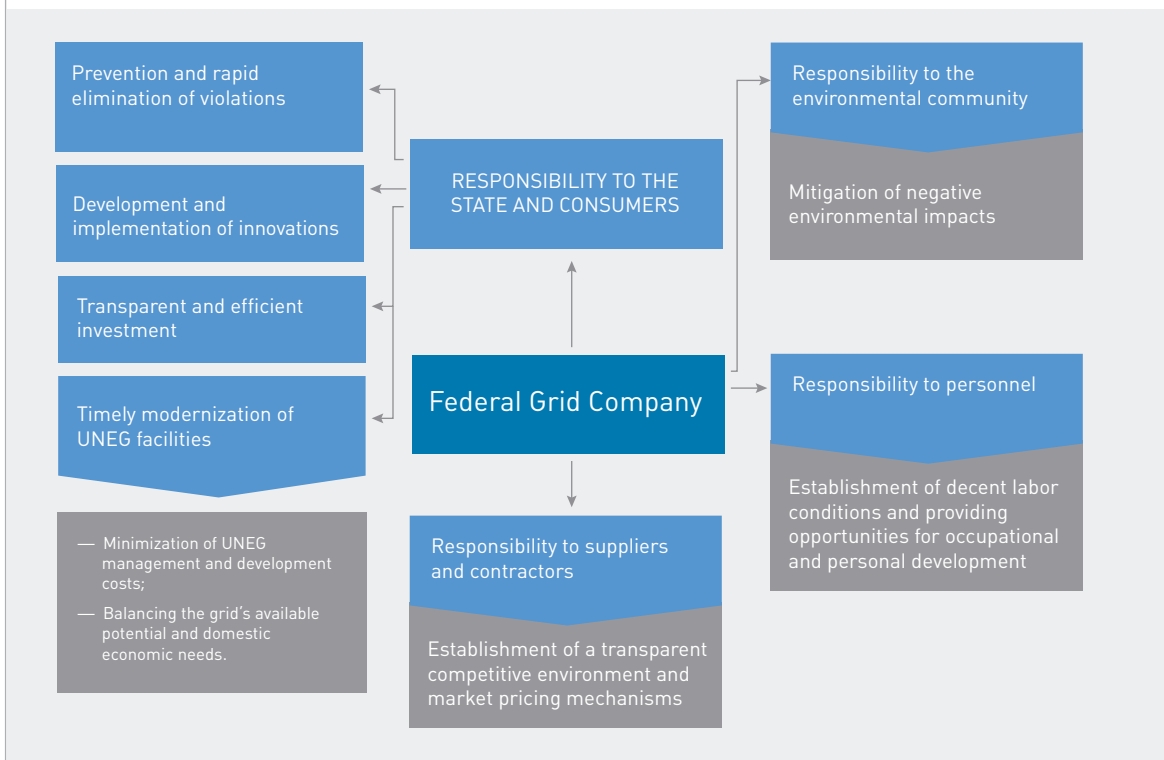 Prevention and rapid
elimination of violations
Development and
implementation of innovations
Transparent and efficient
investment
Timely modernization of
UNEG facilities
— Minimization of UNEG
management and development
costs;
— Balancing the grid’s available
potential and domestic
economic needs.
RESPONSIBILITY TO THE
STATE AND CONSUMERS
Federal Grid Company
Responsibility to suppliers
and contractors
Establishment of a transparent
competitive environment and
market pricing mechanisms
Responsibility to the
environmental community
Mitigation of negative
environmental impacts
Responsibility to personnel
Establishment of decent labor
conditions and providing
opportunities for occupational
and personal development